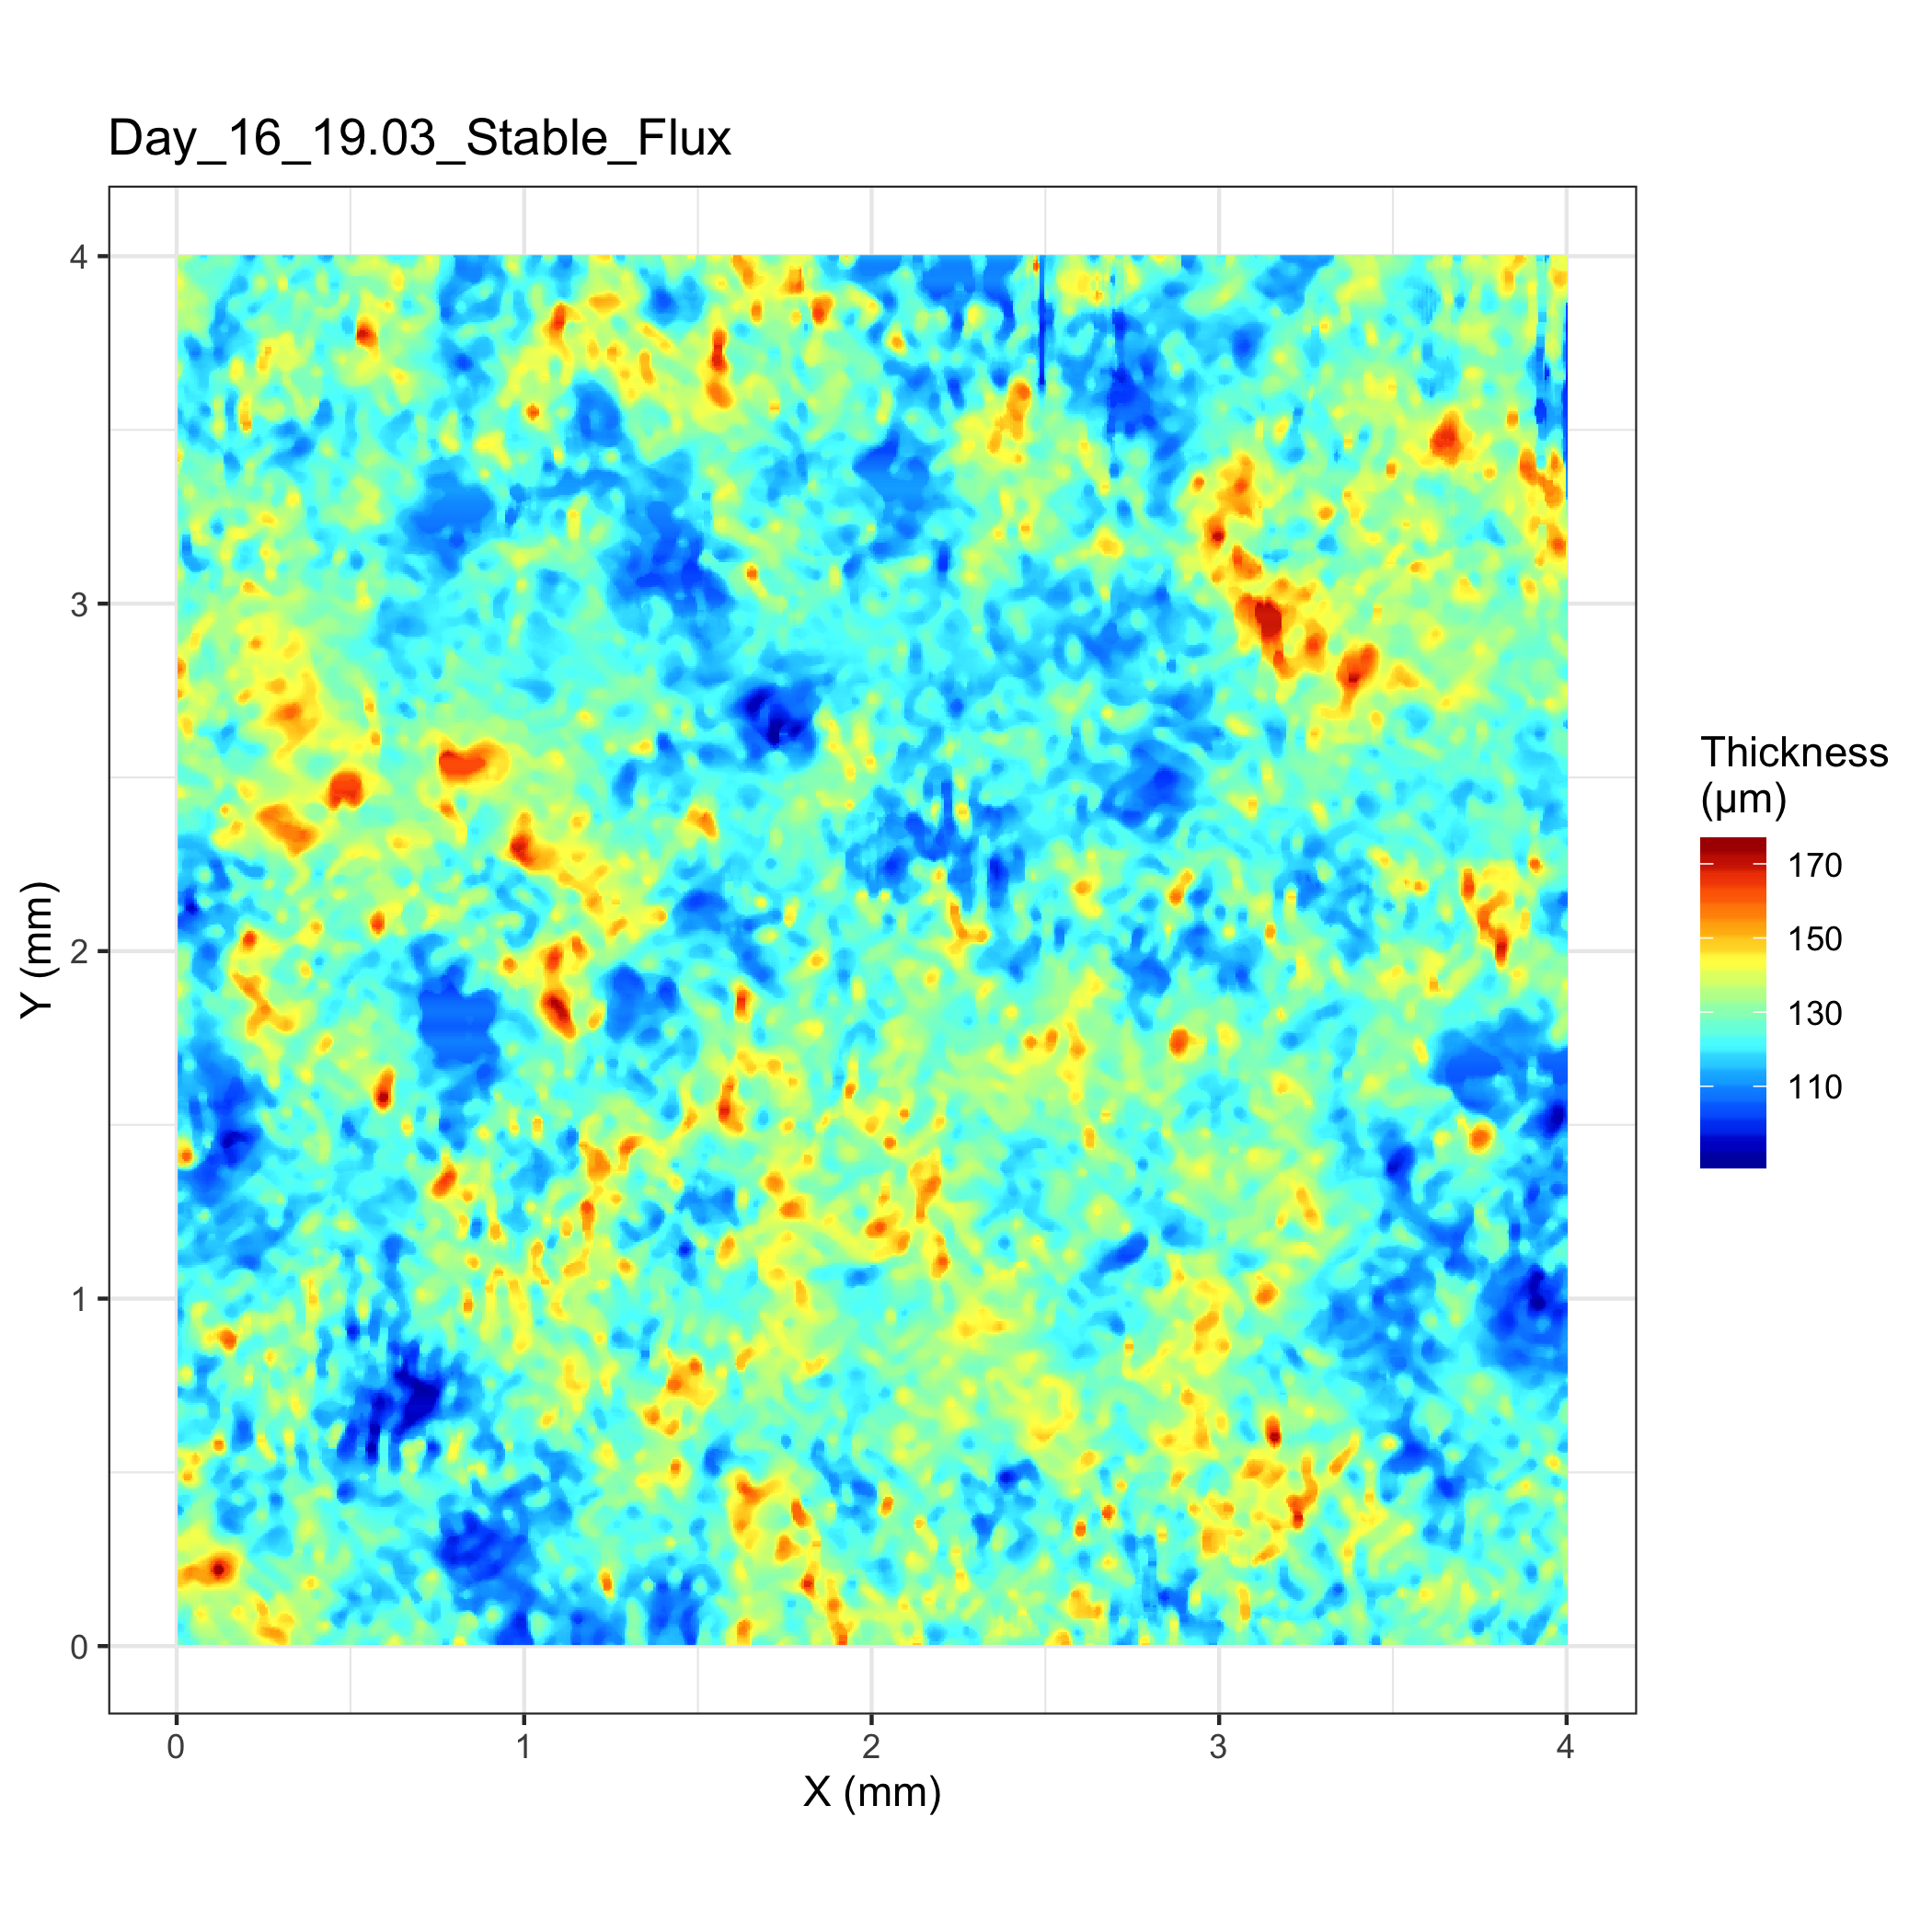 Day_16_19.03_Stable_Flux
4
3
2
1
0
Y (mm)
0 1 2 3 4
X (mm)
Thickness
(µm)
170
150
130
110